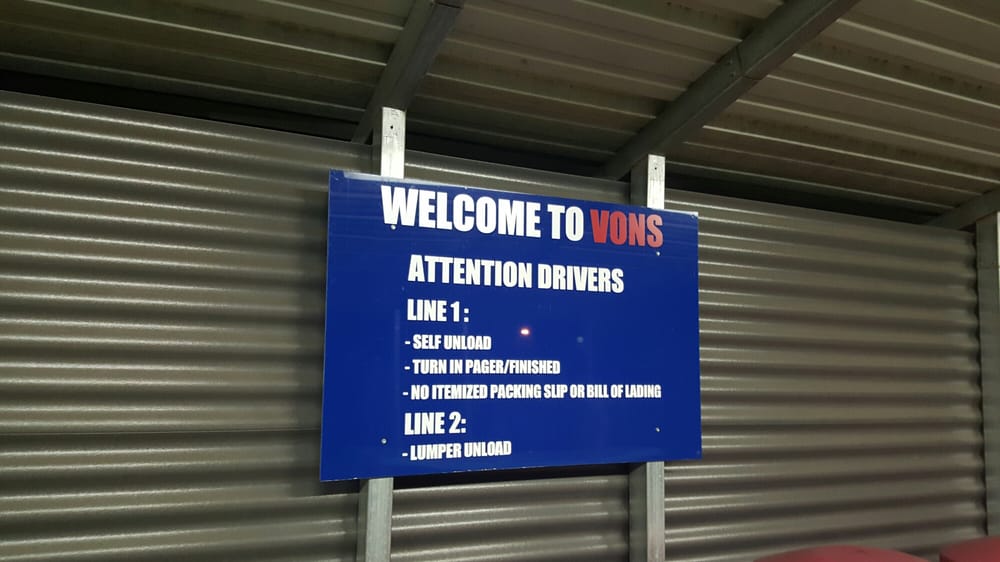 WELCOME TO VONS
ATTENTION DRIVERS
LINE 1 :
- SELF UNLOAD
- TURN IN PAGER/FINISHED
- NO ITEMIZED PACKING SLIP OR BILL OF LADING
LINE 2:
- LUMPER UNLOAD